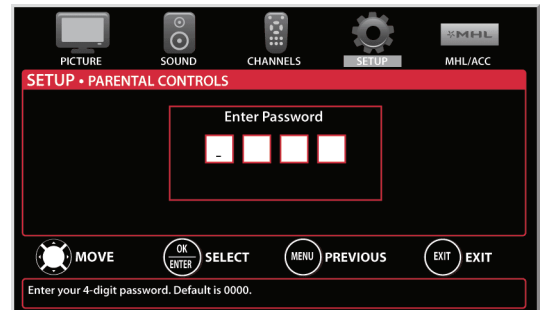 MHL
PICTURE SOUND CHANNELS SETUP MHL/ACC
SETUP • PARENTAL CONTROLS
Enter Password
-
OK ENTER
MOVE SELECT MENU PREVIOUS EXIT EXIT
Enter your 4-digit password. Default is 0000.